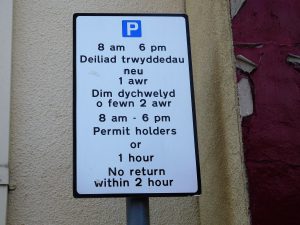 P
8 am 6 pm
Deiliad trwyddedau
neu
1 awr
Dim dychwelyd
o fewn 2 awr
8 am - 6 pm
Permit holders
or
1 hour
No return
within 2 hour